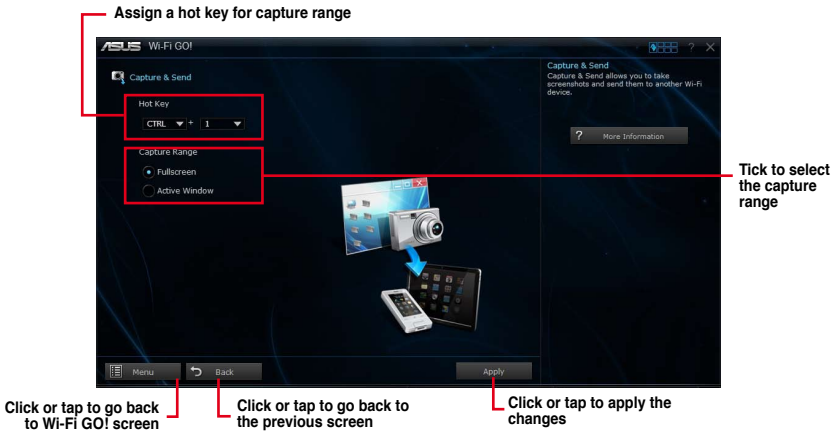 Assign a hot key for capture range
ASUS Wi-Fi GO! ? ×
Capture & Send
Hot Key
CTRL + 1
Capture Range
Fullscreen
Active Window
Capture & Send
Capture & Send allows you to take
screenshots and send them to another Wi-Fi
device.
? More Information
Tick to select
the capture
range
Menu Back Apply
Click or tap to go back
to Wi-Fi GO! screen
Click or tap to go back to
the previous screen
Click or tap to apply the
changes